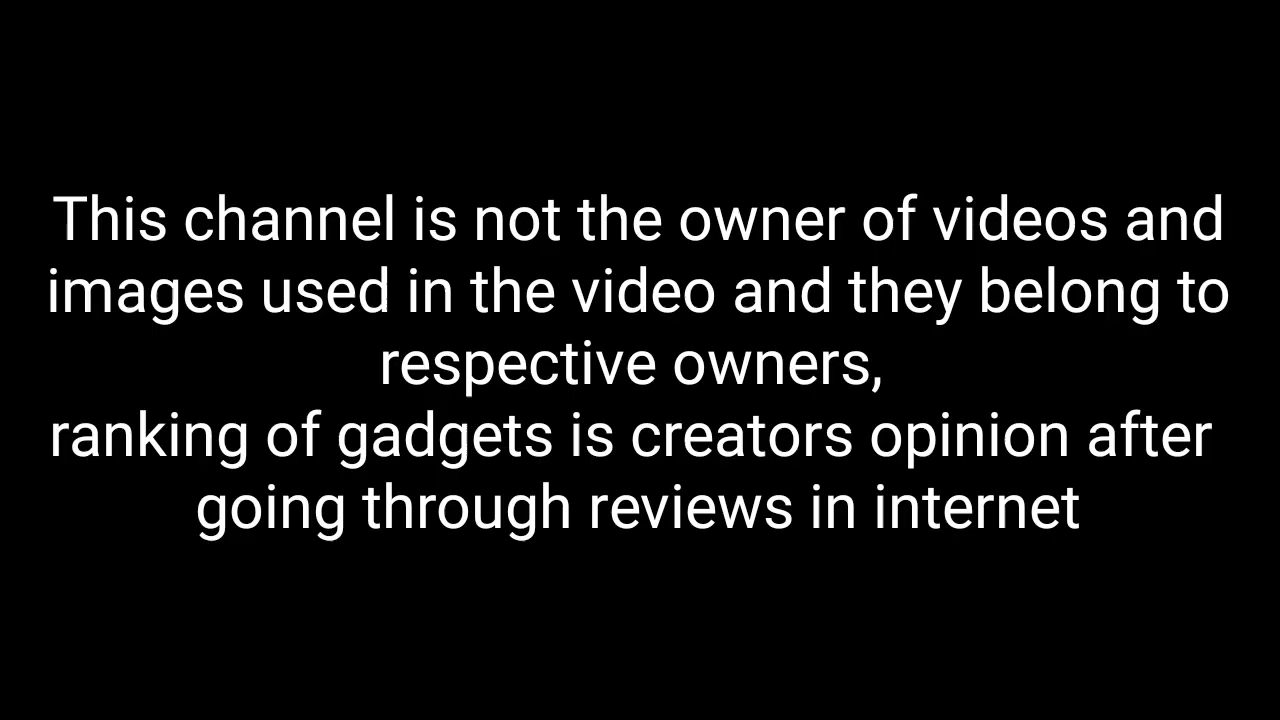 This channel is not the owner of videos and
images used in the video and they belong to
respective owners,
ranking of gadgets is creators opinion after
going through reviews in internet